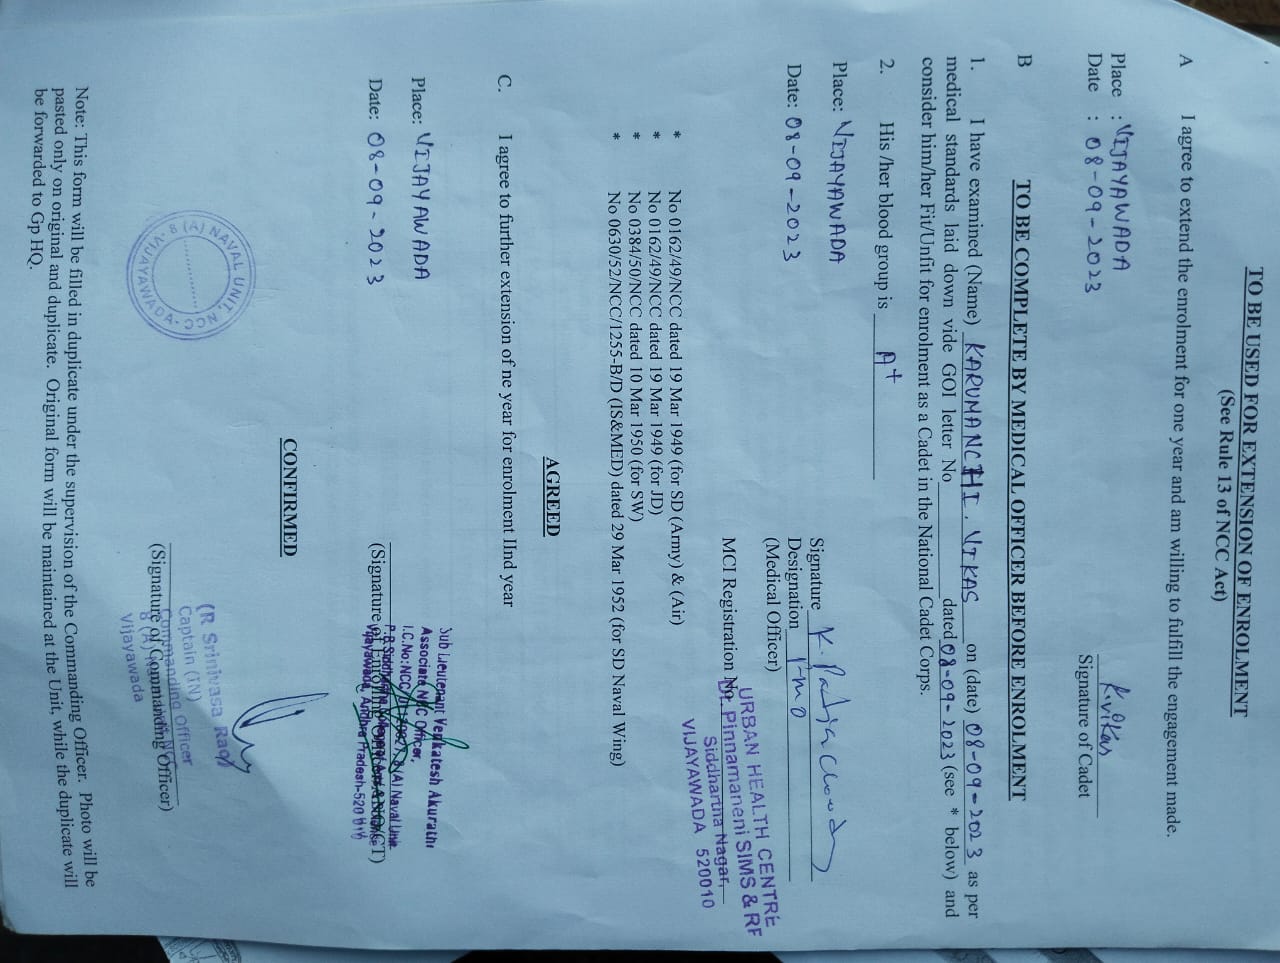 TO BE USED FOR EXTENSION OF ENROLMENT
(See Rule 13 of NCC Act)
A I agree to extend the enrolment for one year and am willing to fulfill the engagement made.
Place : VIJAYAWADA
Date : 08-09-2023
K.Vikas
Signature of Cadet
B TO BE COMPLETE BY MEDICAL OFFICER BEFORE ENROLMENT
1. I have examined (Name) KARUMANCHI. VIKAS on (date) 08-09-2023 as per
medical standards laid down vide GOI letter No dated 08-09-2023 (see * below) and
consider him/her Fit/Unfit for enrolment as a Cadet in the National Cadet Corps.
2. His /her blood group is A+
Place: VIJAYAWADA
Date: 08-09-2023
Signature K.
Designation
(Medical Officer)
MCI Registration No.
URBAN HEALTH CENTRE
Dr. Pinnamaneni SIMS & RF
Siddhartha Nagar,
VIJAYAWADA 520010
* No 0162/49/NCC dated 19 Mar 1949 (for SD (Army) & (Air)
* No 0162/49/NCC dated 19 Mar 1949 (for JD)
* No 0384/50/NCC dated 10 Mar 1950 (for SW)
* No 0630/52/NCC/1255-B/D (IS&MED) dated 29 Mar 1952 (for SD Naval Wing)
AGREED
C. I agree to further extension of ne year for enrolment IInd year
Place: VIJAYAWADA
Date: 08-09-2023
Sub Lieutenant Venkatesh Akurathi
Associate NCC Officer,
I.C.No:NCC (A) Naval Unit
Vijayawada, Andhra Pradesh-520
(Signature of
CONFIRMED
(R Srinivasa Rao)
Captain (IN)
Commanding Officer
8 (A)
Vijayawada
(Signature of Commanding Officer)
8 (A) NAVAL UNIT NCC VIJAYAWADA
Note: This form will be filled in duplicate under the supervision of the Commanding Officer. Photo will be
pasted only on original and duplicate. Original form will be maintained at the Unit, while the duplicate will
be forwarded to Gp HQ.